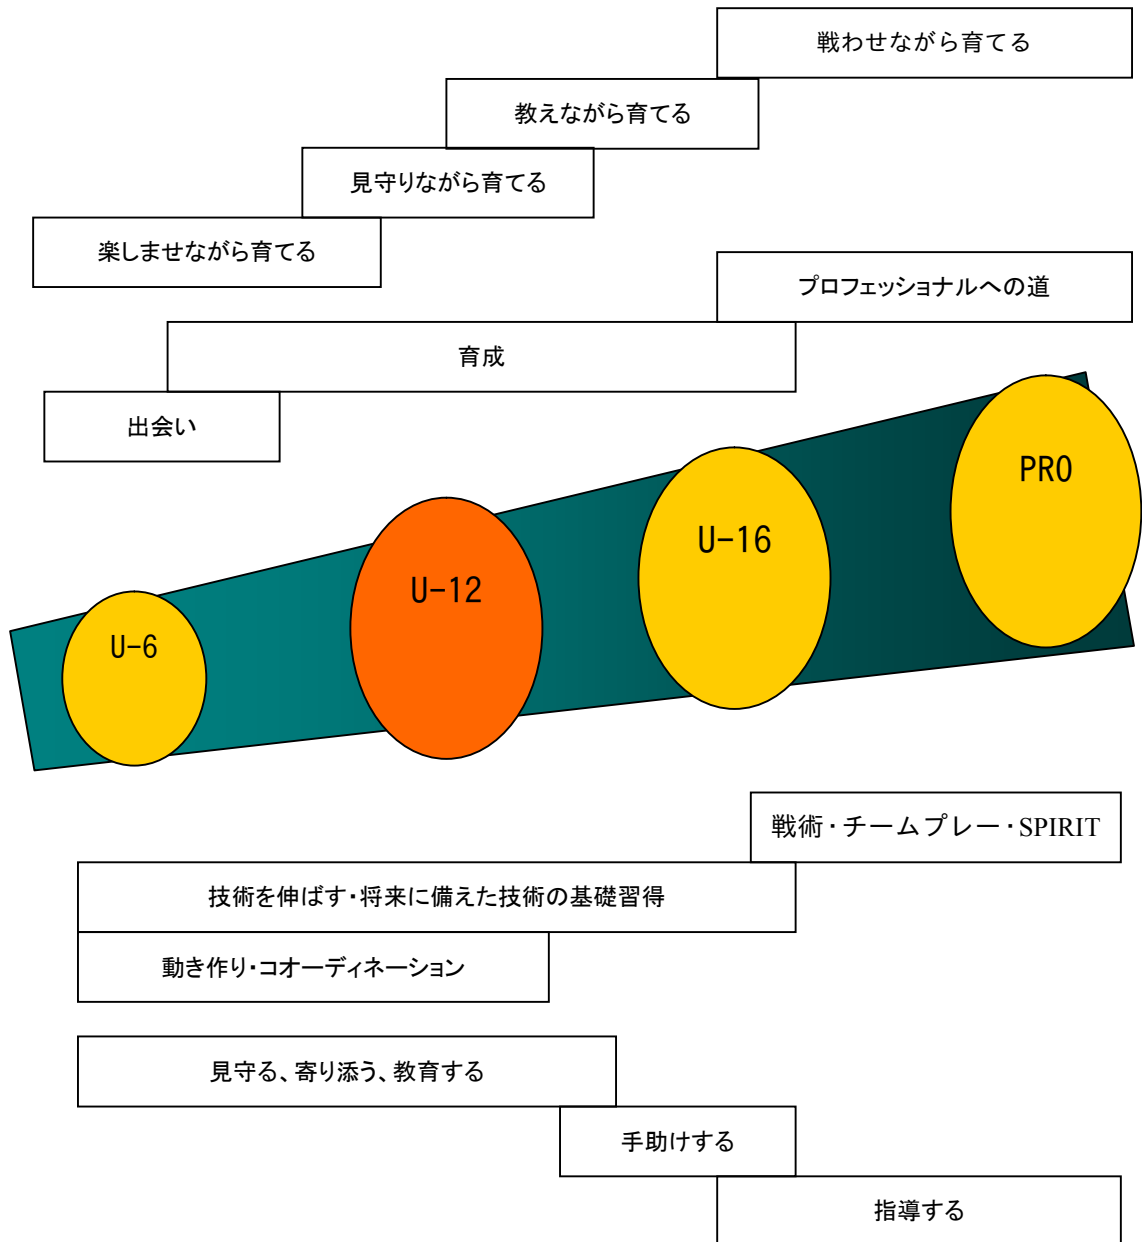 戦わせながら育てる
教えながら育てる
見守りながら育てる
楽しませながら育てる
プロフェッショナルへの道
育成
出会い
PRO
U-16
U-12
U-6
戦術・チームプレー・SPIRIT
技術を伸ばす・将来に備えた技術の基礎習得
動き作り・コオーディネーション
見守る、寄り添う、教育する
手助けする
指導する